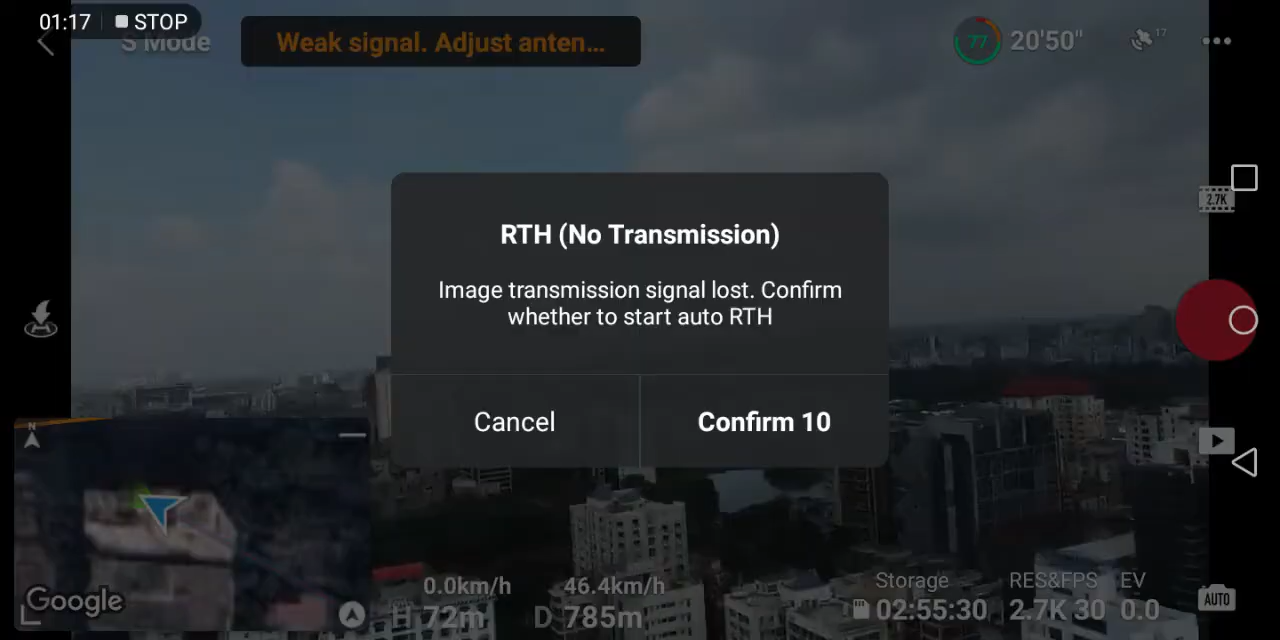 01:17
STOP
S Mode
Weak signal. Adjust anten...
77
20'50"
17
RTH (No Transmission)
Image transmission signal lost. Confirm
whether to start auto RTH
Cancel
Confirm 10
2.7K
N
Google
0.0km/h
46.4km/h
H 72m
D 785m
Storage
RES&FPS
EV
02:55:30
2.7K 30
0.0
AUTO